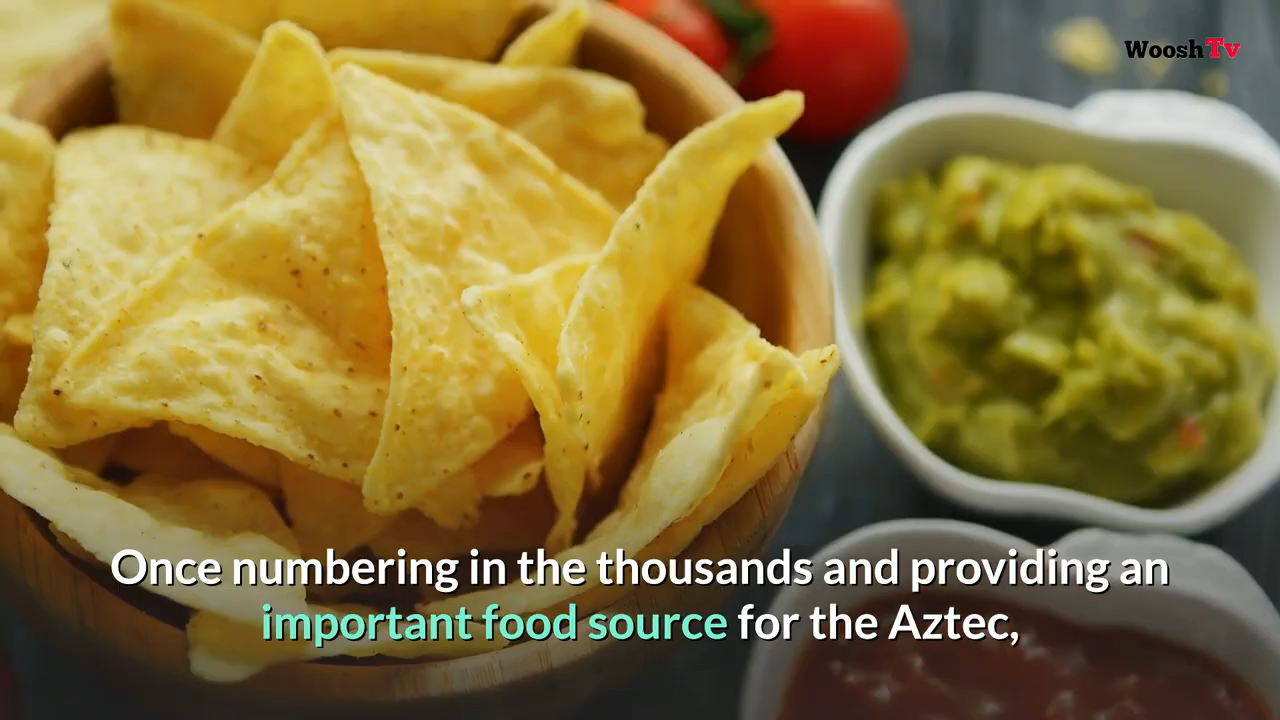 WooshTv
Once numbering in the thousands and providing an
important food source for the Aztec,